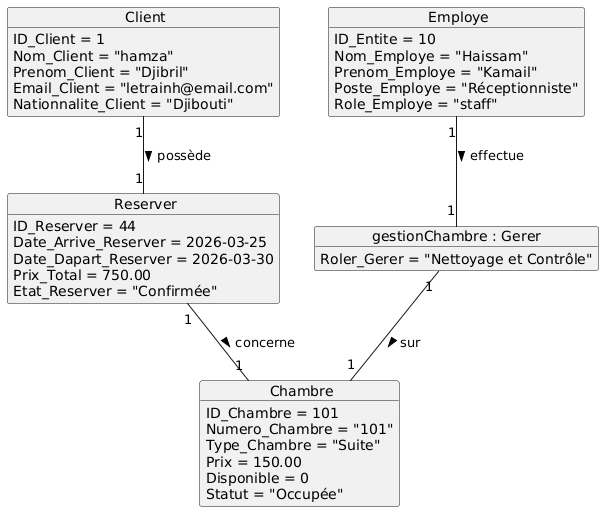 Client
ID_Client = 1
Nom_Client = "hamza"
Prenom_Client = "Djibril"
Email_Client = "letrainh@email.com"
Nationnalite_Client = "Djibouti"
Employe
ID_Entite = 10
Nom_Employe = "Haissam"
Prenom_Employe = "Kamail"
Poste_Employe = "Réceptionniste"
Role_Employe = "staff"
1
possède
1
1
effectue
1
Reserver
ID_Reserver = 44
Date_Arrive_Reserver = 2026-03-25
Date_Dapart_Reserver = 2026-03-30
Prix_Total = 750.00
Etat_Reserver = "Confirmée"
gestionChambre : Gerer
Roler_Gerer = "Nettoyage et Contrôle"
1
concerne
1
1
sur
1
Chambre
ID_Chambre = 101
Numero_Chambre = "101"
Type_Chambre = "Suite"
Prix = 150.00
Disponible = 0
Statut = "Occupée"